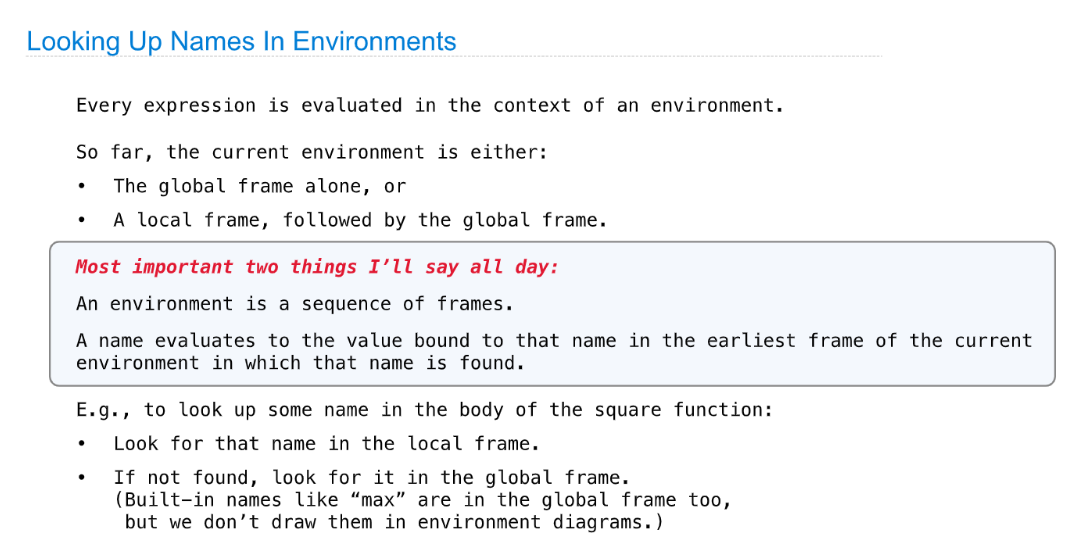 Looking Up Names In Environments
Every expression is evaluated in the context of an environment.
So far, the current environment is either:
• The global frame alone, or
• A local frame, followed by the global frame.
Most important two things I’ll say all day:
An environment is a sequence of frames.
A name evaluates to the value bound to that name in the earliest frame of the current
environment in which that name is found.
E.g., to look up some name in the body of the square function:
• Look for that name in the local frame.
• If not found, look for it in the global frame.
(Built-in names like “max” are in the global frame too,
but we don’t draw them in environment diagrams.)